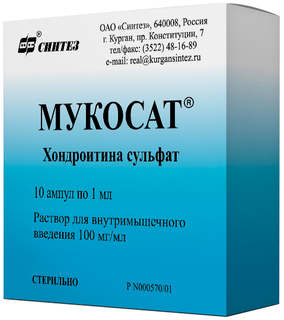 СИНТЕЗ®
ОАО «Синтез», 640008, Россия
г. Курган, пр. Конституции, 7
тел/факс: (3522) 48-16-89
e-mail: real@kurgansintez.ru
МУКОСАТ®
Хондроитина сульфат
10 ампул по 1 мл
Раствор для внутримышечного
введения 100 мг/мл
СТЕРИЛЬНО
Р N000570/01